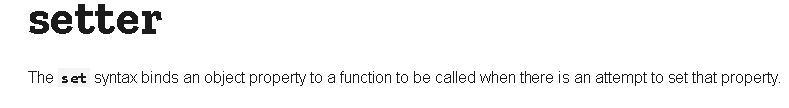 setter
The set syntax binds an object property to a function to be called when there is an attempt to set that property.